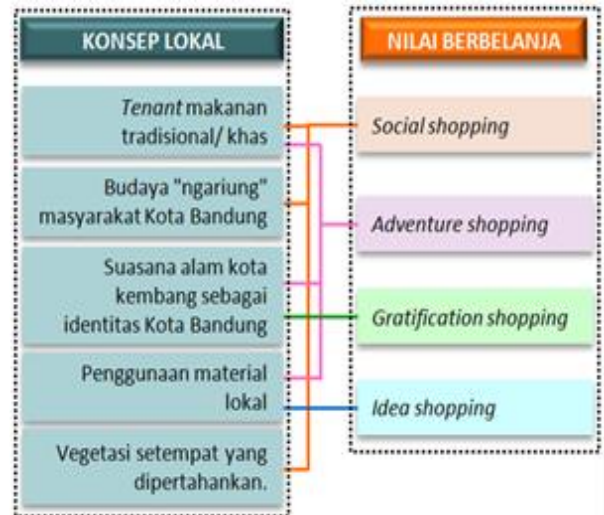 KONSEP LOKAL
Tenant makanan
tradisional/ khas
Budaya "ngariung"
masyarakat Kota Bandung
Suasana alam kota
kembang sebagai
identitas Kota Bandung
Penggunaan material
lokal
Vegetasi setempat yang
dipertahankan.
NILAI BERBELANJA
Social shopping
Adventure shopping
Gratification shopping
Idea shopping